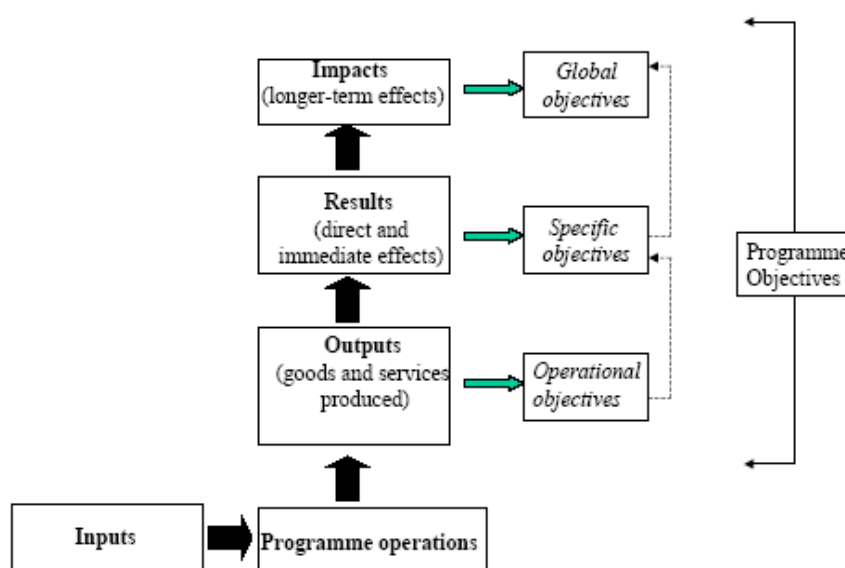 Impacts
(longer-term effects)
Global
objectives
Results
(direct and
immediate effects)
Specific
objectives
Programme
Objectives
Outputs
(goods and services
produced)
Operational
objectives
Inputs
Programme operations